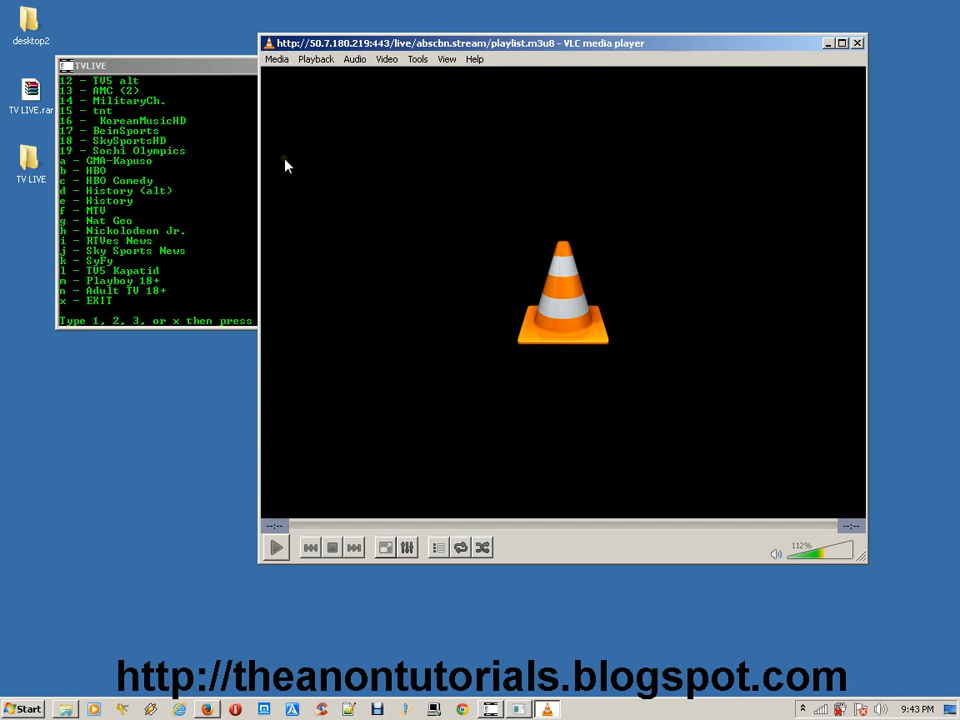 desktop2
TV LIVE.rar
TV LIVE
TVLIVE
12 - TV5 alt
13 - AMC (2)
14 - MilitaryCh.
15 - tnt
16 -  KoreanMusicHD
17 - BeinSports
18 - SkySportsHD
19 - Sochi Olympics
a - GMA-Kapuso
b - HBO
c - HBO Comedy
d - History (alt)
e - History
f - MTV
g - Nat Geo
h - Nickolodeon Jr.
i - RTVes News
j - Sky Sports News
k - SyFy
l - TV5 Kapatid
m - Playboy 18+
n - Adult TV 18+
x - EXIT
Type 1, 2, 3, or x then press
http://50.7.180.219:443/live/abscbn.stream/playlist.m3u8 - VLC media player
Media Playback Audio Video Tools View Help
--:-- --:--
112%
http://theanontutorials.blogspot.com
Start 9:43 PM